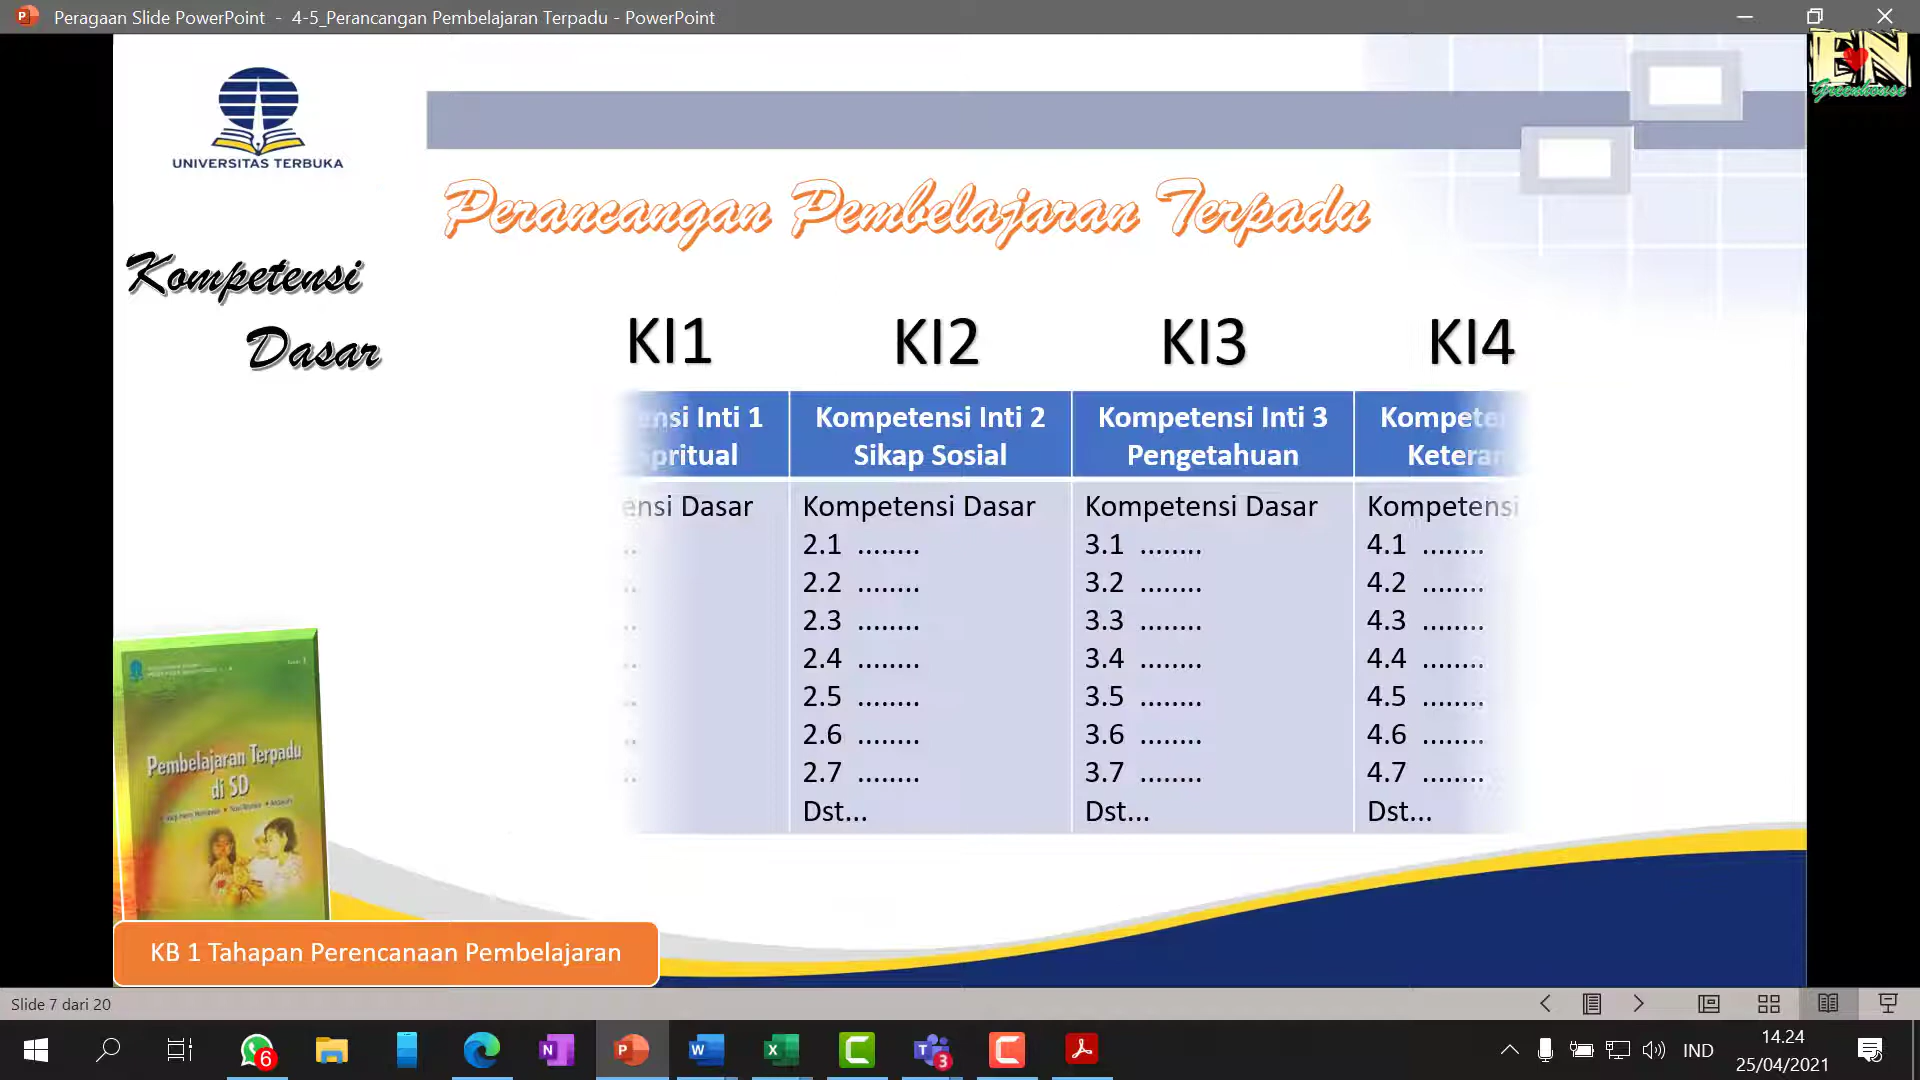 Peragaan Slide PowerPoint - 4-5_Perancangan Pembelajaran Terpadu - PowerPoint
EN
Greenhouse
UNIVERSITAS TERBUKA
Perancangan Pembelajaran Terpadu
Kompetensi
Dasar
KI1 KI2 KI3 KI4
ensi Inti 1 Kompetensi Inti 2 Kompetensi Inti 3 Kompete
pritual Sikap Sosial Pengetahuan Keteran
ensi Dasar Kompetensi Dasar Kompetensi Dasar Kompetensi
.. 2.1 ........ 3.1 ........ 4.1 ........
.. 2.2 ........ 3.2 ........ 4.2 ........
.. 2.3 ........ 3.3 ........ 4.3 ........
.. 2.4 ........ 3.4 ........ 4.4 ........
.. 2.5 ........ 3.5 ........ 4.5 ........
.. 2.6 ........ 3.6 ........ 4.6 ........
.. 2.7 ........ 3.7 ........ 4.7 ........
Dst... Dst... Dst...
Pembelajaran Terpadu
di SD
KB 1 Tahapan Perencanaan Pembelajaran
Slide 7 dari 20
6
3
IND
14.24
25/04/2021